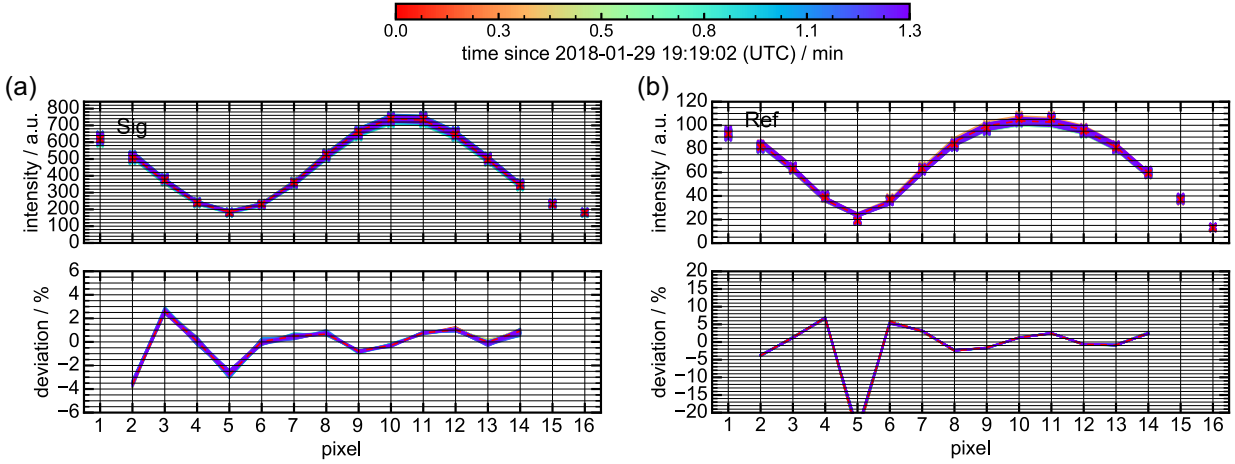 0.0 0.3 0.5 0.8 1.1 1.3
time since 2018-01-29 19:19:02 (UTC) / min
(a)
Sig
intensity / a.u.
800
700
600
500
400
300
200
100
0
deviation / %
6
4
2
0
−2
−4
−6
1 2 3 4 5 6 7 8 9 10 11 12 13 14 15 16
pixel
(b)
Ref
intensity / a.u.
120
100
80
60
40
20
0
deviation / %
20
15
10
5
0
−5
−10
−15
−20
1 2 3 4 5 6 7 8 9 10 11 12 13 14 15 16
pixel